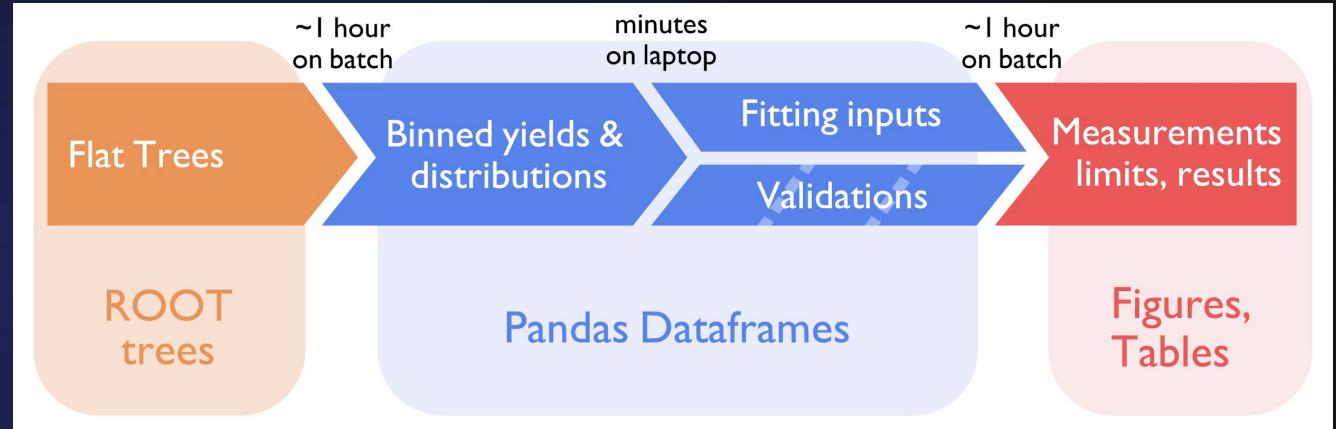 ~1 hour
on batch
minutes
on laptop
~1 hour
on batch
Flat Trees
Binned yields &
distributions
Fitting inputs
Validations
Measurements
limits, results
ROOT
trees
Pandas Dataframes
Figures,
Tables